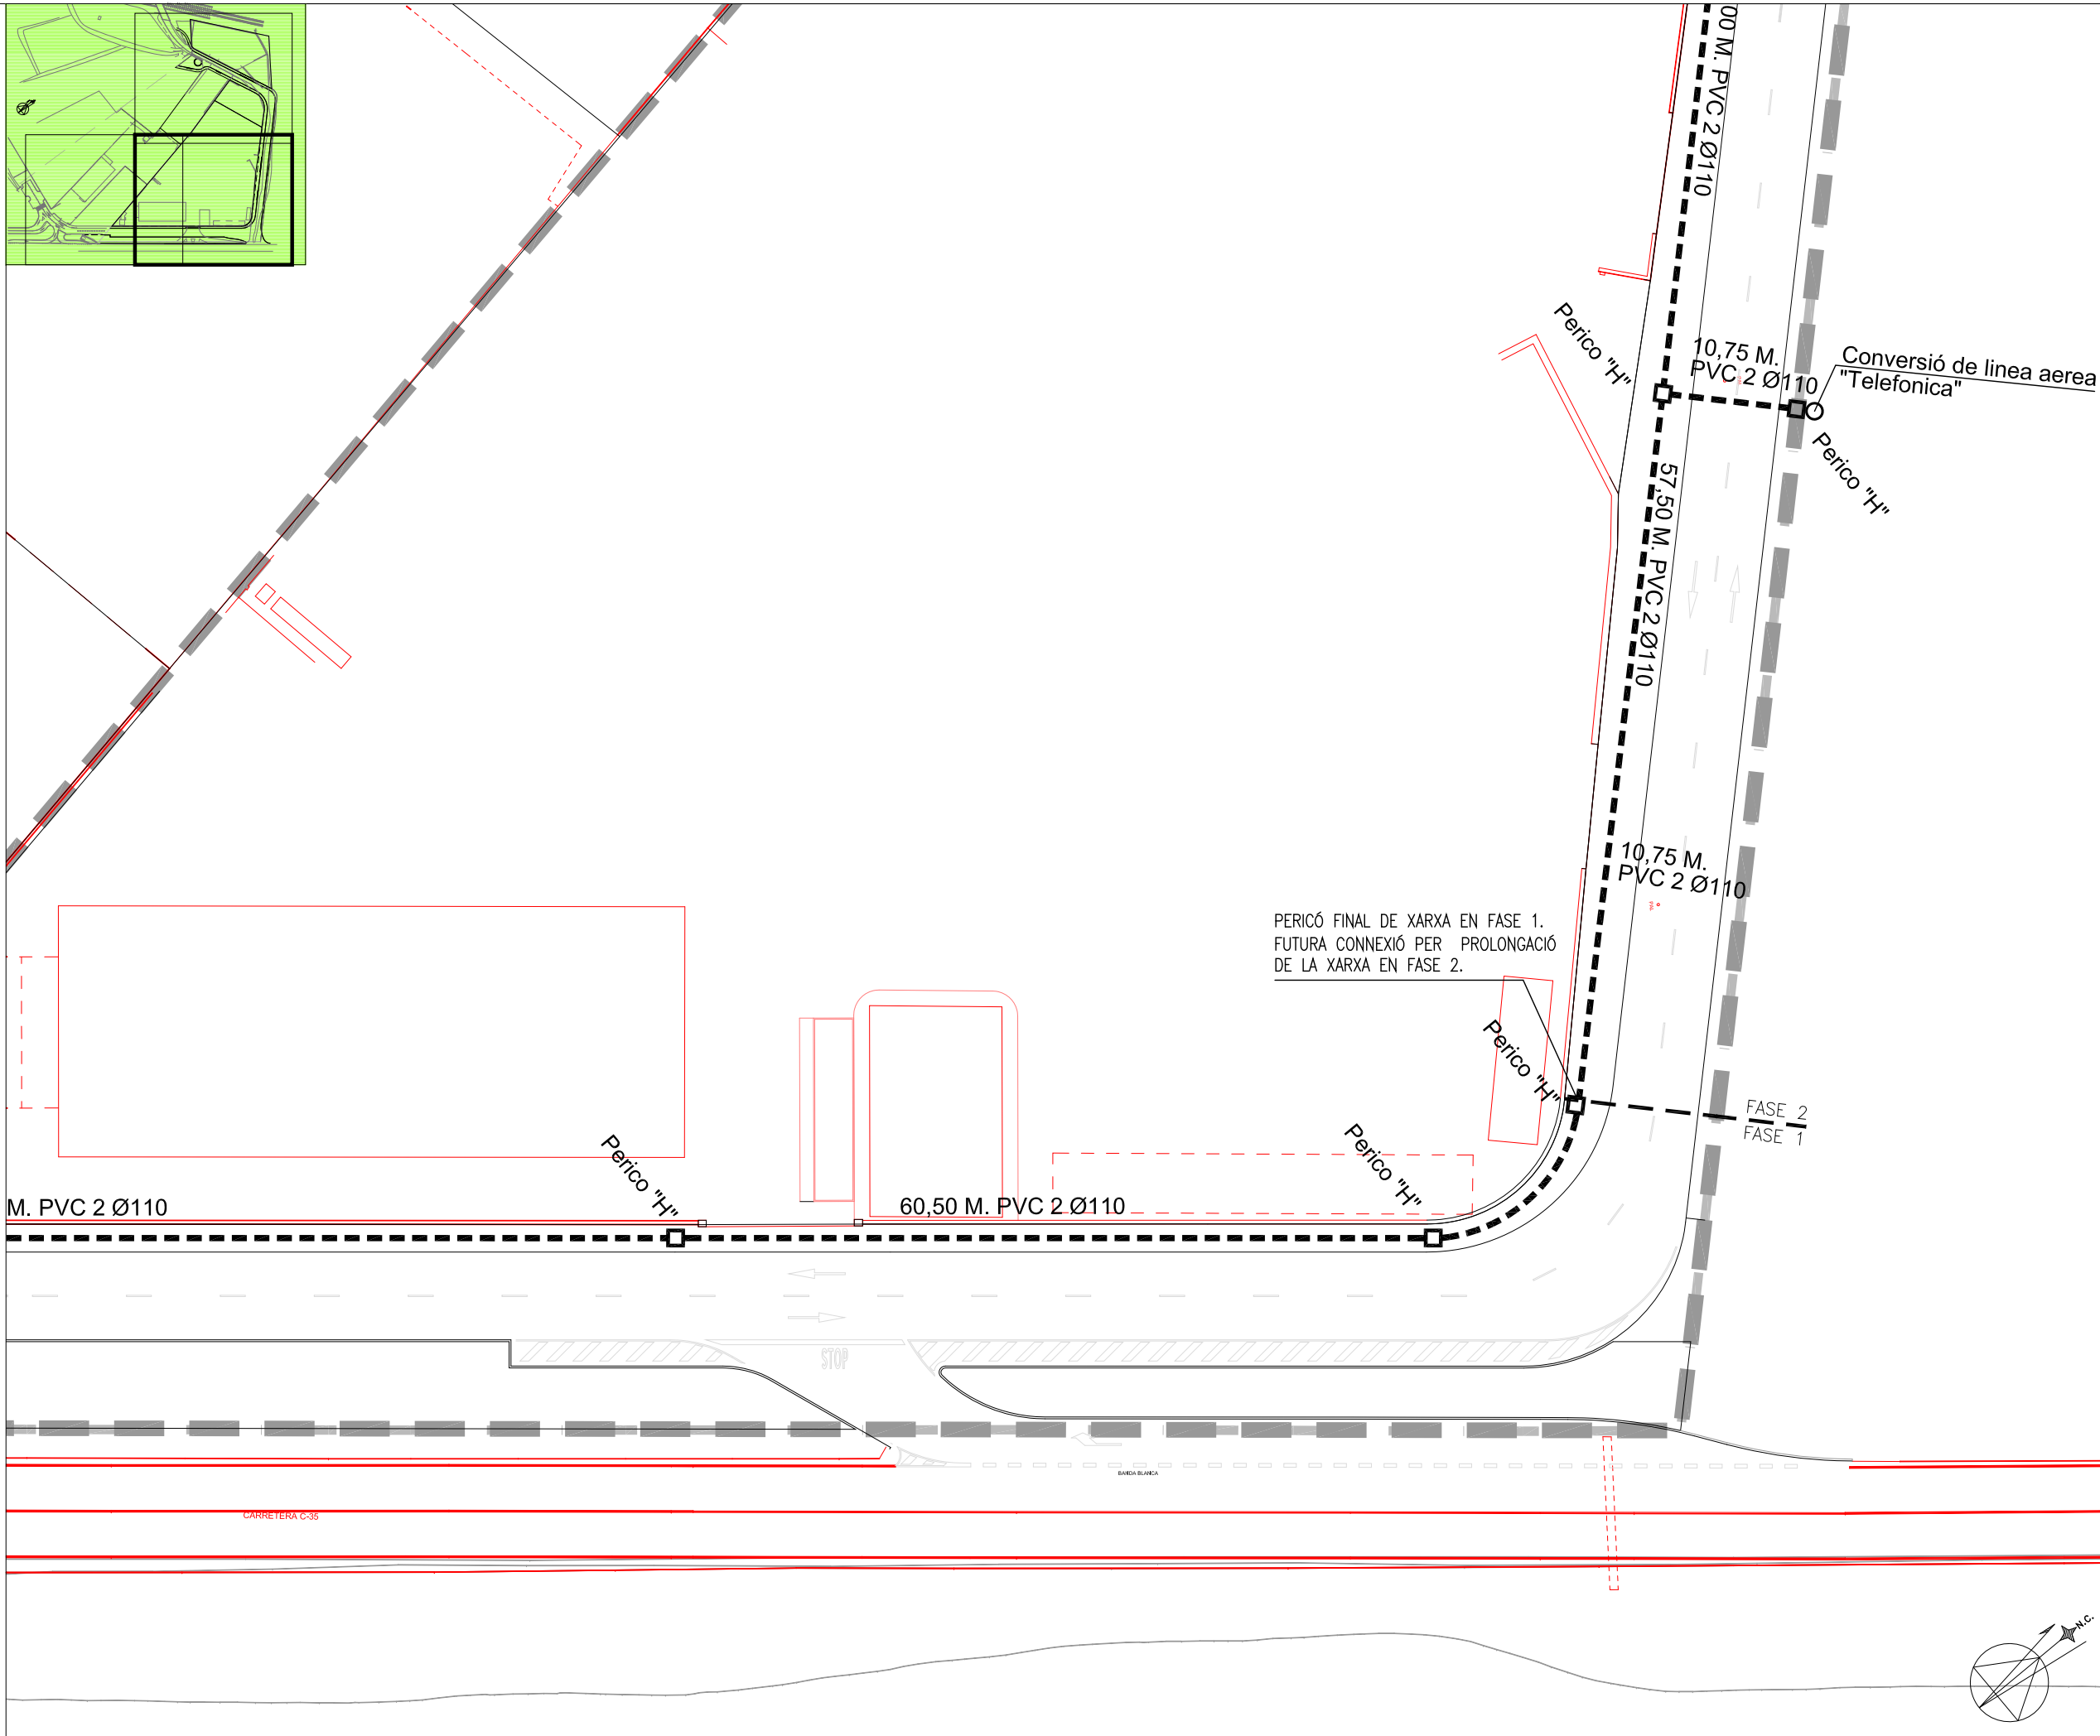 00 M. PVC 2 Ø110
Perico "H"
10,75 M.
PVC 2 Ø110
Conversió de linea aerea
"Telefonica"
Perico "H"
57,50 M. PVC 2 Ø110
10,75 M.
PVC 2 Ø110
PERICÓ FINAL DE XARXA EN FASE 1.
FUTURA CONNEXIÓ PER PROLONGACIÓ
DE LA XARXA EN FASE 2.
Perico "H"
FASE 2
FASE 1
Perico "H"
Perico "H"
M. PVC 2 Ø110
60,50 M. PVC 2 Ø110
STOP
BANDA BLANCA
CARRETERA C-35
N.C.